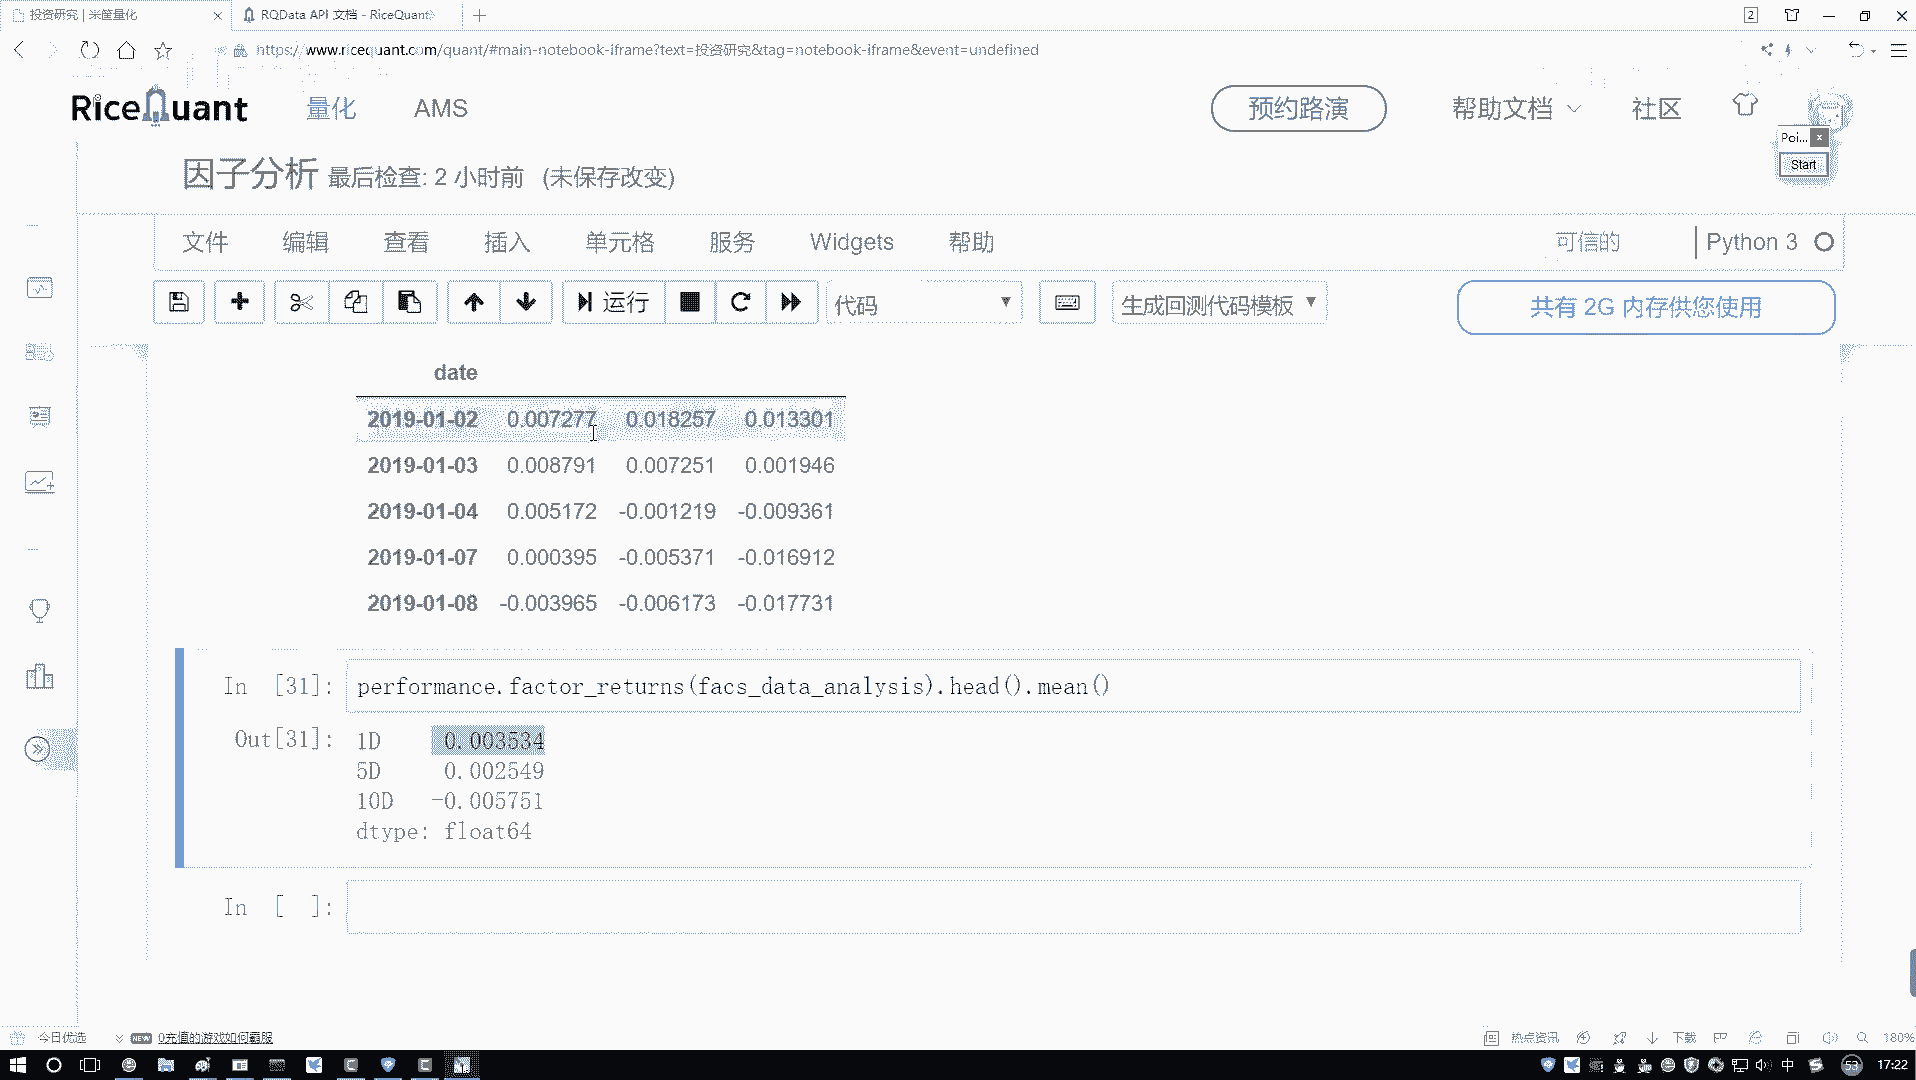 投资研究 | 米筐量化
RQData API 文档 - RiceQuant
2
https://www.ricequant.com/quant/#main-notebook-iframe?text=投资研究&tag=notebook-iframe&event=undefined
RiceQuant 量化 AMS 预约路演 帮助文档 社区
Poi... x
Start
因子分析 最后检查: 2 小时前 (未保存改变)
文件 编辑 查看 插入 单元格 服务 Widgets 帮助 可信的 Python 3
运行 代码 生成回测代码模板 共有 2G 内存供您使用
date
2019-01-02 0.007277 0.018257 0.013301
2019-01-03 0.008791 0.007251 0.001946
2019-01-04 0.005172 -0.001219 -0.009361
2019-01-07 0.000395 -0.005371 -0.016912
2019-01-08 -0.003965 -0.006173 -0.017731
In [31]: performance.factor_returns(facs_data_analysis).head().mean()
Out[31]: 1D 0.003534
5D 0.002549
10D -0.005751
dtype: float64
In [ ]:
今日优选 NEW 0充值的游戏如何霸服 热点资讯 下载 180%
中 53 17:22